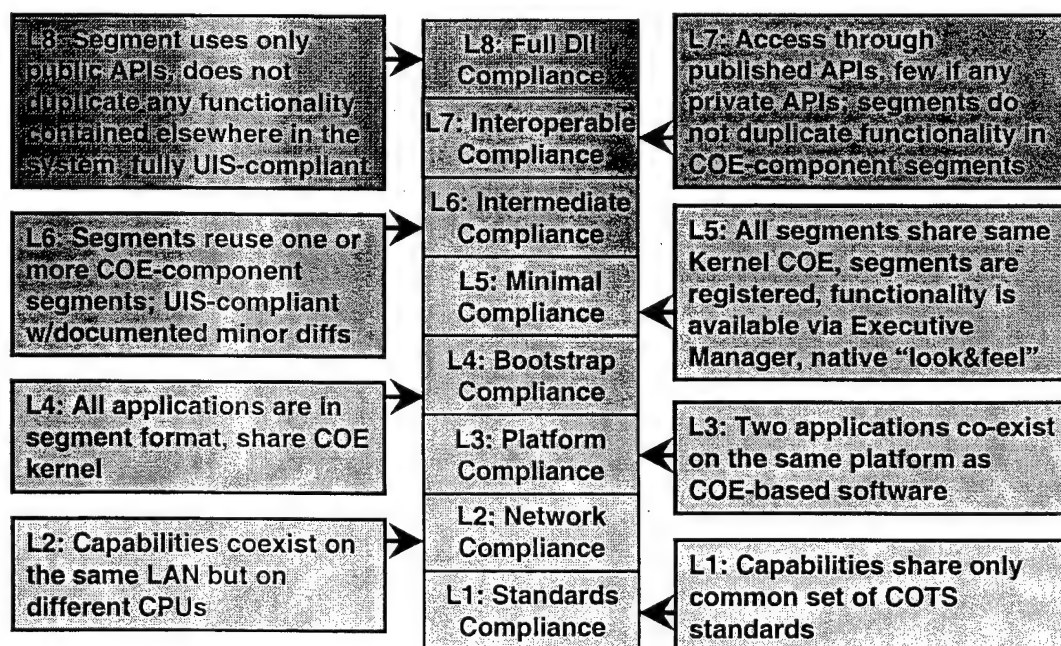 L8: Segment uses only
public APIs, does not
duplicate any functionality
contained elsewhere in the
system, fully UIS-compliant
L6: Segments reuse one or
more COE-component
segments; UIS-compliant
w/documented minor diffs
L4: All applications are in
segment format, share COE
kernel
L2: Capabilities coexist on
the same LAN but on
different CPUs
L8: Full DII
Compliance
L7: Interoperable
Compliance
L6: Intermediate
Compliance
L5: Minimal
Compliance
L4: Bootstrap
Compliance
L3: Platform
Compliance
L2: Network
Compliance
L1: Standards
Compliance
L7: Access through
published APIs, few if any
private APIs; segments do
not duplicate functionality in
COE-component segments
L5: All segments share same
Kernel COE, segments are
registered, functionality is
available via Executive
Manager, native "look&feel"
L3: Two applications co-exist
on the same platform as
COE-based software
L1: Capabilities share only
common set of COTS
standards